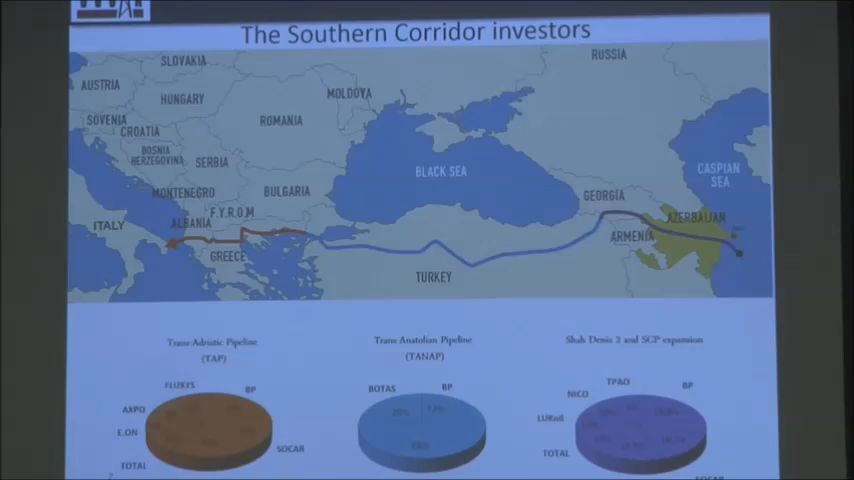 The Southern Corridor investors
SLOVAKIA
RUSSIA
AUSTRIA
HUNGARY
MOLDOVA
SOVENIA
CROATIA
ROMANIA
BOSNIA
HERZEGOVINA
SERBIA
BLACK SEA
CASPIAN
SEA
MONTENEGRO
BULGARIA
GEORGIA
F.Y.R.O.M
AZERBAIJAN
ITALY
ALBANIA
ARMENIA
GREECE
TURKEY
Trans-Adriatic Pipeline
(TAP)
Trans Anatolian Pipeline
(TANAP)
Shah Deniz 2 and SCP expansion
FLUXYS
BP
AXPO
E.ON
TOTAL
SOCAR
BOTAS
BP
20%
12%
68%
TPAO
BP
NICO
LUKoil
TOTAL